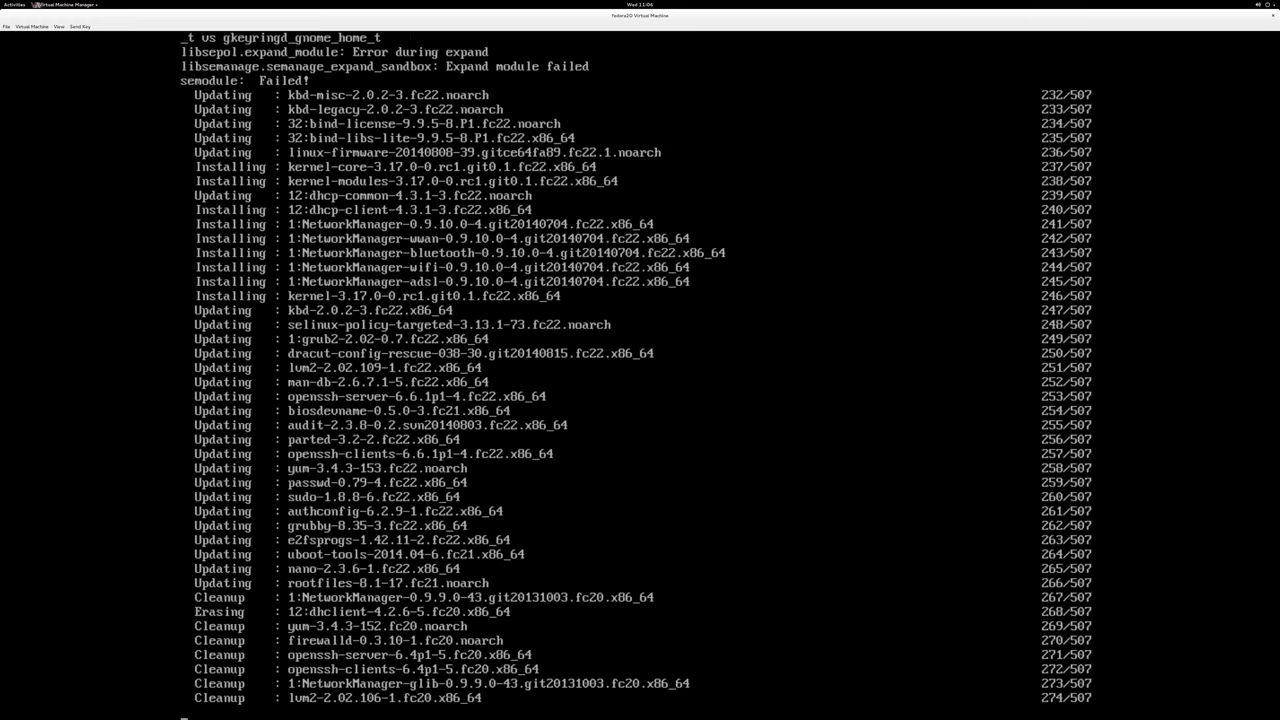 Activities Virtual Machine Manager Wed 11:06
Fedora20 Virtual Machine
File Virtual Machine View Send Key
_t vs gkeyringd_gnome_home_t
libsepol.expand_module: Error during expand
libsemanage.semanage_expand_sandbox: Expand module failed
semodule:  Failed!
Updating   : kbd-misc-2.0.2-3.fc22.noarch 232/507
Updating   : kbd-legacy-2.0.2-3.fc22.noarch 233/507
Updating   : 32:bind-license-9.9.5-8.P1.fc22.noarch 234/507
Updating   : 32:bind-libs-lite-9.9.5-8.P1.fc22.x86_64 235/507
Updating   : linux-firmware-20140808-39.gitce64fa89.fc22.1.noarch 236/507
Installing : kernel-core-3.17.0-0.rc1.git0.1.fc22.x86_64 237/507
Installing : kernel-modules-3.17.0-0.rc1.git0.1.fc22.x86_64 238/507
Updating   : 12:dhcp-common-4.3.1-3.fc22.noarch 239/507
Installing : 12:dhcp-client-4.3.1-3.fc22.x86_64 240/507
Installing : 1:NetworkManager-0.9.10.0-4.git20140704.fc22.x86_64 241/507
Installing : 1:NetworkManager-wwan-0.9.10.0-4.git20140704.fc22.x86_64 242/507
Installing : 1:NetworkManager-bluetooth-0.9.10.0-4.git20140704.fc22.x86_64 243/507
Installing : 1:NetworkManager-wifi-0.9.10.0-4.git20140704.fc22.x86_64 244/507
Installing : 1:NetworkManager-adsl-0.9.10.0-4.git20140704.fc22.x86_64 245/507
Installing : kernel-3.17.0-0.rc1.git0.1.fc22.x86_64 246/507
Updating   : kbd-2.0.2-3.fc22.x86_64 247/507
Updating   : selinux-policy-targeted-3.13.1-73.fc22.noarch 248/507
Updating   : 1:grub2-2.02-0.7.fc22.x86_64 249/507
Updating   : dracut-config-rescue-038-30.git20140815.fc22.x86_64 250/507
Updating   : lvm2-2.02.109-1.fc22.x86_64 251/507
Updating   : man-db-2.6.7.1-5.fc22.x86_64 252/507
Updating   : openssh-server-6.6.1p1-4.fc22.x86_64 253/507
Updating   : biosdevname-0.5.0-3.fc21.x86_64 254/507
Updating   : audit-2.3.8-0.2.svn20140803.fc22.x86_64 255/507
Updating   : parted-3.2-2.fc22.x86_64 256/507
Updating   : openssh-clients-6.6.1p1-4.fc22.x86_64 257/507
Updating   : yum-3.4.3-153.fc22.noarch 258/507
Updating   : passwd-0.79-4.fc22.x86_64 259/507
Updating   : sudo-1.8.8-6.fc22.x86_64 260/507
Updating   : authconfig-6.2.9-1.fc22.x86_64 261/507
Updating   : grubby-8.35-3.fc22.x86_64 262/507
Updating   : e2fsprogs-1.42.11-2.fc22.x86_64 263/507
Updating   : uboot-tools-2014.04-6.fc21.x86_64 264/507
Updating   : nano-2.3.6-1.fc22.x86_64 265/507
Updating   : rootfiles-8.1-17.fc21.noarch 266/507
Cleanup    : 1:NetworkManager-0.9.9.0-43.git20131003.fc20.x86_64 267/507
Erasing    : 12:dhclient-4.2.6-5.fc20.x86_64 268/507
Cleanup    : yum-3.4.3-152.fc20.noarch 269/507
Cleanup    : firewalld-0.3.10-1.fc20.noarch 270/507
Cleanup    : openssh-server-6.4p1-5.fc20.x86_64 271/507
Cleanup    : openssh-clients-6.4p1-5.fc20.x86_64 272/507
Cleanup    : 1:NetworkManager-glib-0.9.9.0-43.git20131003.fc20.x86_64 273/507
Cleanup    : lvm2-2.02.106-1.fc20.x86_64 274/507